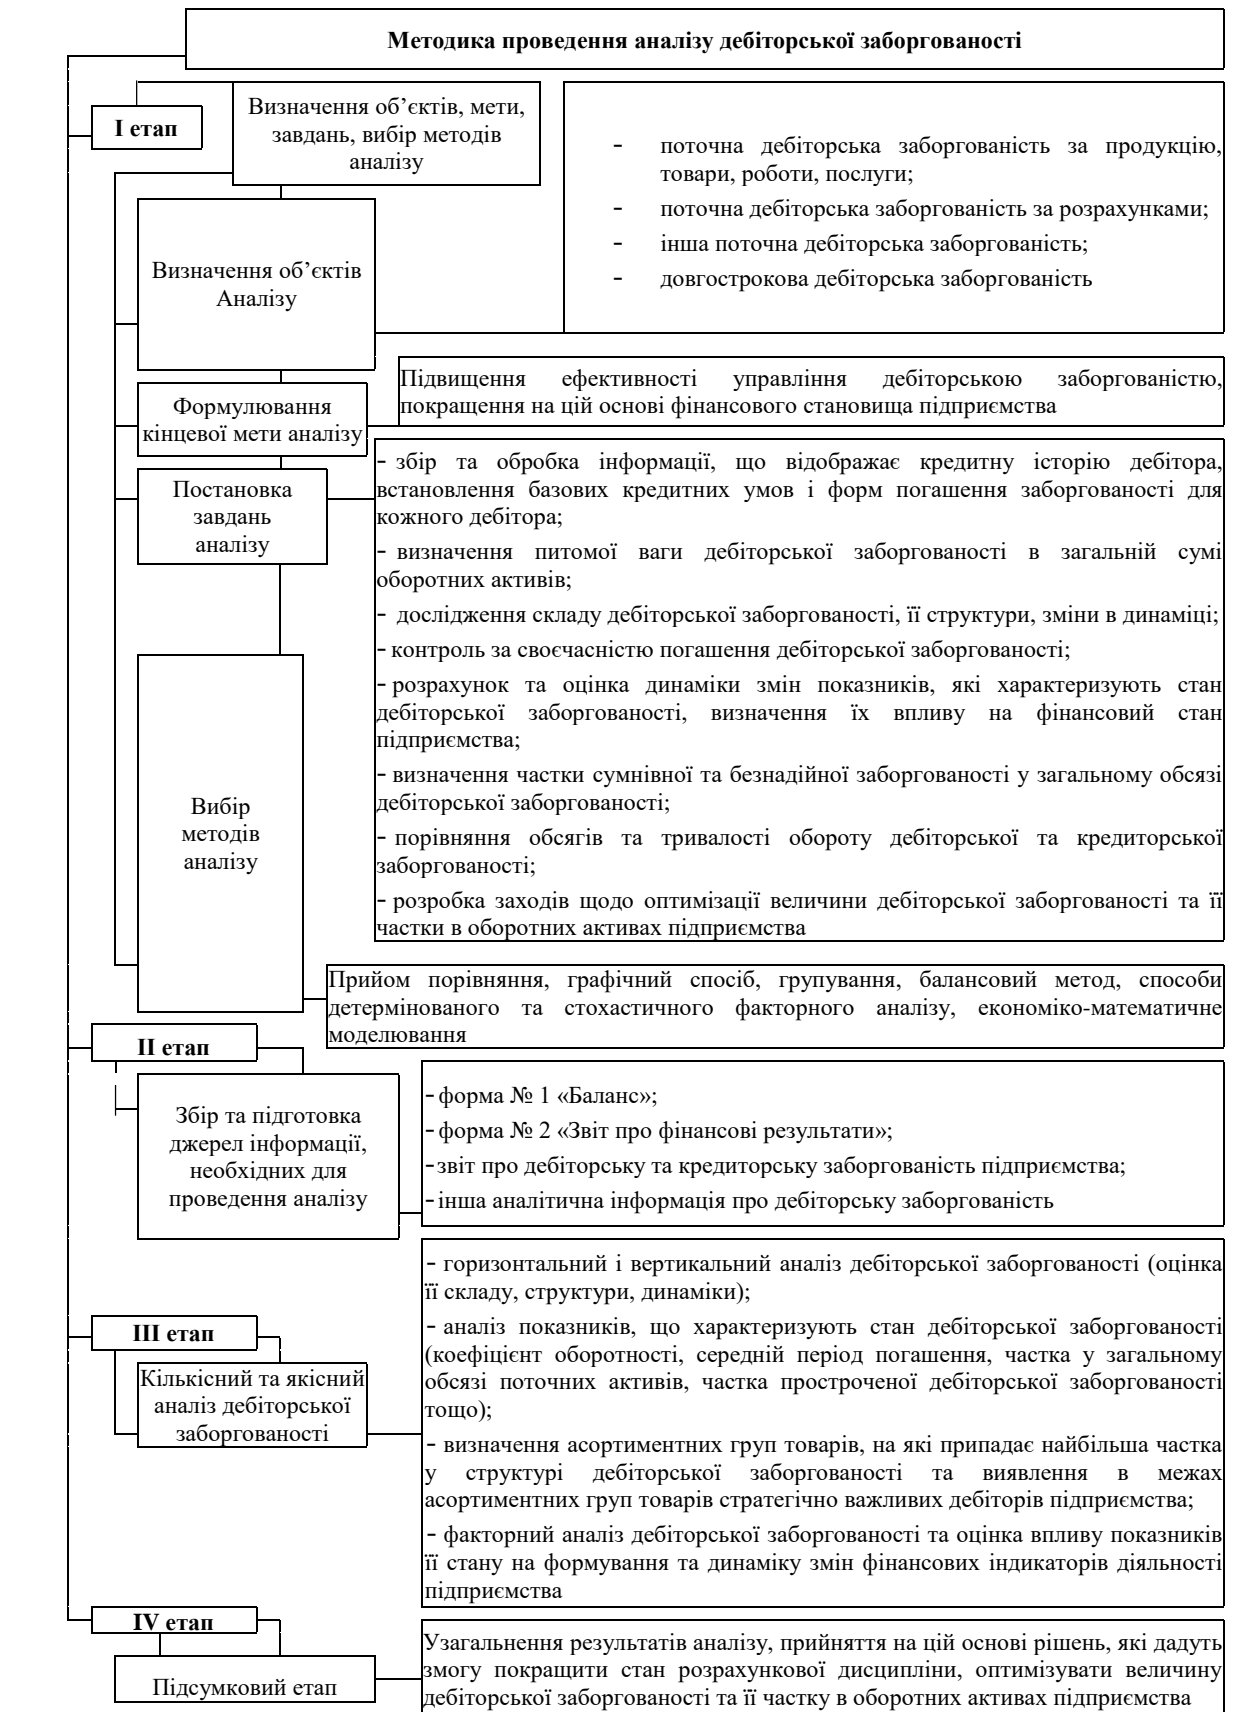 Методика проведення аналізу дебіторської заборгованості
І етап
Визначення об’єктів, мети,
завдань, вибір методів
аналізу
- поточна дебіторська заборгованість за продукцію,
товари, роботи, послуги;
- поточна дебіторська заборгованість за розрахунками;
- інша поточна дебіторська заборгованість;
- довгострокова дебіторська заборгованість
Визначення об’єктів
Аналізу
Підвищення ефективності управління дебіторською заборгованістю,
покращення на цій основі фінансового становища підприємства
Формулювання
кінцевої мети аналізу
Постановка
завдань
аналізу
- збір та обробка інформації, що відображає кредитну історію дебітора,
встановлення базових кредитних умов і форм погашення заборгованості для
кожного дебітора;
- визначення питомої ваги дебіторської заборгованості в загальній сумі
оборотних активів;
- дослідження складу дебіторської заборгованості, її структури, зміни в динаміці;
- контроль за своєчасністю погашення дебіторської заборгованості;
- розрахунок та оцінка динаміки змін показників, які характеризують стан
дебіторської заборгованості, визначення їх впливу на фінансовий стан
підприємства;
- визначення частки сумнівної та безнадійної заборгованості у загальному обсязі
дебіторської заборгованості;
- порівняння обсягів та тривалості обороту дебіторської та кредиторської
заборгованості;
- розробка заходів щодо оптимізації величини дебіторської заборгованості та її
частки в оборотних активах підприємства
Вибір
методів
аналізу
Прийом порівняння, графічний спосіб, групування, балансовий метод, способи
детермінованого та стохастичного факторного аналізу, економіко-математичне
моделювання
ІІ етап
Збір та підготовка
джерел інформації,
необхідних для
проведення аналізу
- форма № 1 «Баланс»;
- форма № 2 «Звіт про фінансові результати»;
- звіт про дебіторську та кредиторську заборгованість підприємства;
- інша аналітична інформація про дебіторську заборгованість
ІІІ етап
Кількісний та якісний
аналіз дебіторської
заборгованості
- горизонтальний і вертикальний аналіз дебіторської заборгованості (оцінка
її складу, структури, динаміки);
- аналіз показників, що характеризують стан дебіторської заборгованості
(коефіцієнт оборотності, середній період погашення, частка у загальному
обсязі поточних активів, частка простроченої дебіторської заборгованості
тощо);
- визначення асортиментних груп товарів, на які припадає найбільша частка
у структурі дебіторської заборгованості та виявлення в межах
асортиментних груп товарів стратегічно важливих дебіторів підприємства;
- факторний аналіз дебіторської заборгованості та оцінка впливу показників
її стану на формування та динаміку змін фінансових індикаторів діяльності
підприємства
IV етап
Підсумковий етап
Узагальнення результатів аналізу, прийняття на цій основі рішень, які дадуть
змогу покращити стан розрахункової дисципліни, оптимізувати величину
дебіторської заборгованості та її частку в оборотних активах підприємства